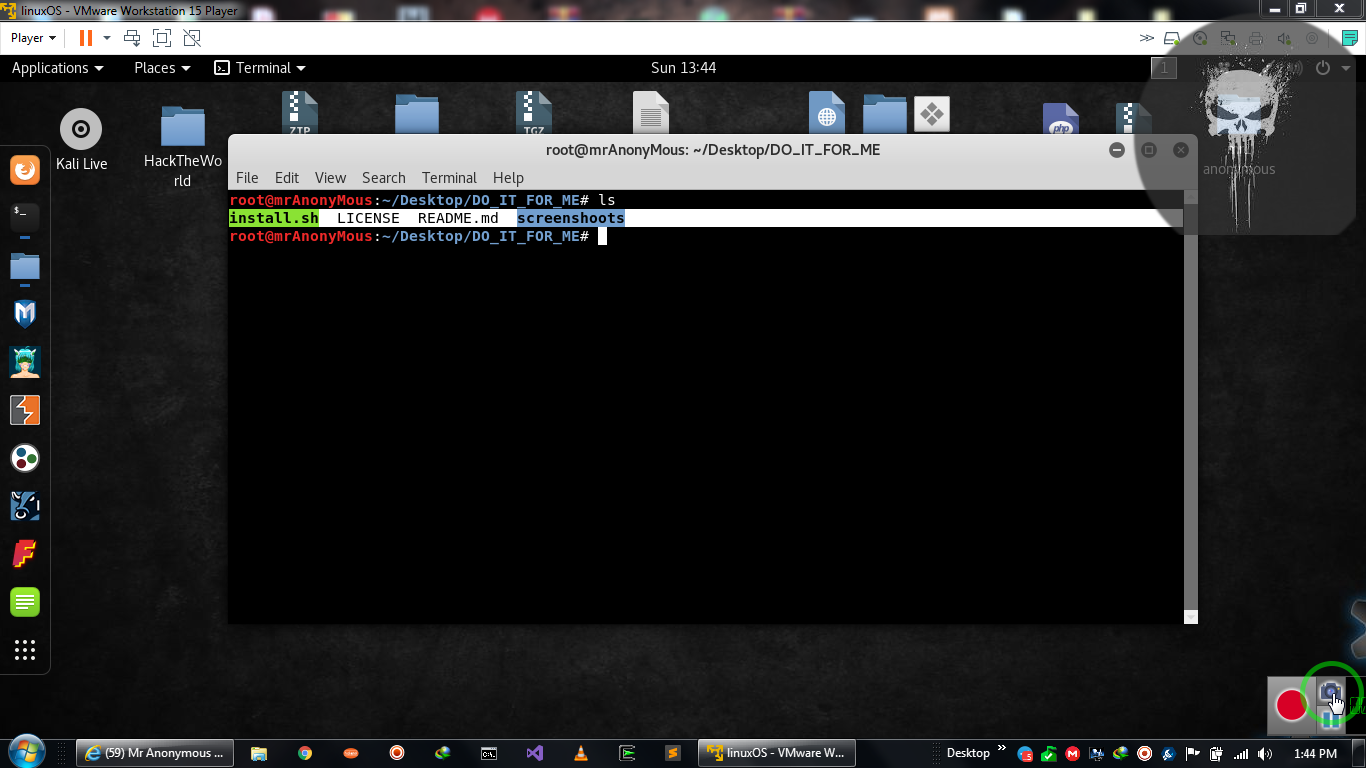 linuxOS - VMware Workstation 15 Player
Player
Applications Places Terminal Sun 13:44 1
ZIP TGZ php
Kali Live
HackTheWo
rld
anonymous
root@mrAnonyMous: ~/Desktop/DO_IT_FOR_ME
File Edit View Search Terminal Help
root@mrAnonyMous:~/Desktop/DO_IT_FOR_ME# ls
install.sh LICENSE README.md screenshoots
root@mrAnonyMous:~/Desktop/DO_IT_FOR_ME#
(59) Mr Anonymous ... linuxOS - VMware W... Desktop 1:44 PM